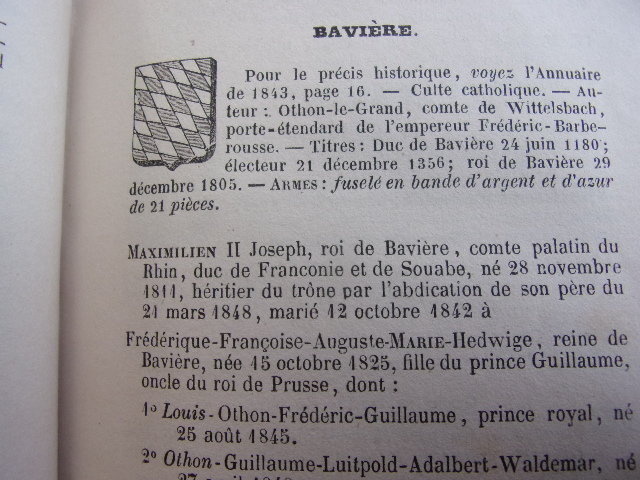 BAVIÈRE.
Pour le précis historique, voyez l'Annuaire
de 1843, page 16. — Culte catholique. — Au-
teur : Othon-le-Grand, comte de Wittelsbach,
porte-étendard de l'empereur Frédéric-Barbe-
rousse. — Titres : Duc de Bavière 24 juin 1180;
électeur 21 décembre 1356; roi de Bavière 29
décembre 1805. — ARMES : fuselé en bande d'argent et d'azur
de 21 pièces.
MAXIMILIEN II Joseph, roi de Bavière, comte palatin du
Rhin, duc de Franconie et de Souabe, né 28 novembre
1811, héritier du trône par l'abdication de son père du
21 mars 1848, marié 12 octobre 1842 à
Frédérique-Françoise-Auguste-MARIE-Hedwige, reine de
Bavière, née 15 octobre 1825, fille du prince Guillaume,
oncle du roi de Prusse, dont :
1º Louis-Othon-Frédéric-Guillaume, prince royal, né
25 août 1845.
2º Othon-Guillaume-Luitpold-Adalbert-Waldemar, né